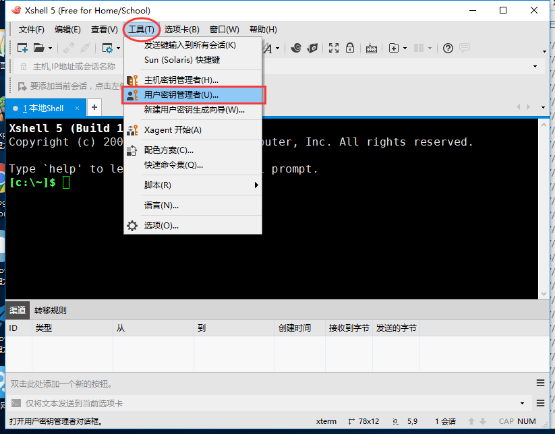 Xshell 5 (Free for Home/School)
文件(F) 编辑(E) 查看(V) 工具(T) 选项卡(B) 窗口(W) 帮助(H)
发送键输入到所有会话(K)
Sun (Solaris) 快捷键
主机,IP地址或会话名称
主机密钥管理者(H)...
要添加当前会话，点击左
用户密钥管理者(U)...
新建用户密钥生成向导(W)...
1 本地Shell
Xagent 开始(A)
配色方案(C)...
快速命令集(Q)...
脚本(R)
语言(N)...
选项(O)...
Xshell 5 (Build 1
Copyright (c) 200 puter, Inc. All rights reserved.
Type `help' to le l prompt.
[c:\~]$
渠道 转移规则
ID 类型 从 到 创建时间 接收到字节 发送的字节
双击此处添加一个新的按钮。
仅将文本发送到当前选项卡
打开用户密钥管理者对话框。 xterm 78x12 5,9 1 会话 CAP NUM